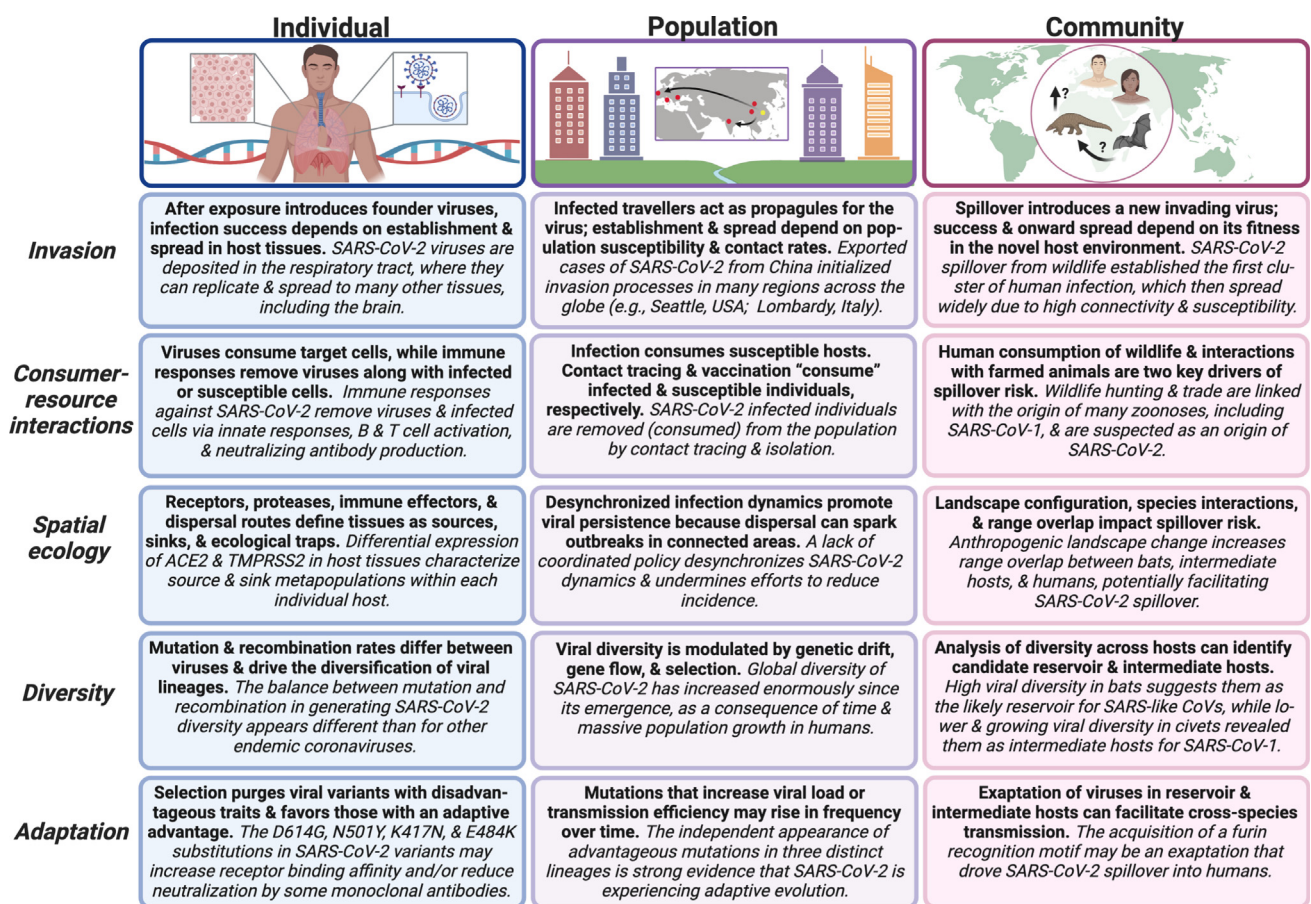 Individual
Population
Community
?
?
Invasion
After exposure introduces founder viruses,
infection success depends on establishment &
spread in host tissues. SARS-CoV-2 viruses are
deposited in the respiratory tract, where they
can replicate & spread to many other tissues,
including the brain.
Infected travellers act as propagules for the
virus; establishment & spread depend on pop-
ulation susceptibility & contact rates. Exported
cases of SARS-CoV-2 from China initialized
invasion processes in many regions across the
globe (e.g., Seattle, USA; Lombardy, Italy).
Spillover introduces a new invading virus;
success & onward spread depend on its fitness
in the novel host environment. SARS-CoV-2
spillover from wildlife established the first clu-
ster of human infection, which then spread
widely due to high connectivity & susceptibility.
Consumer-
resource
interactions
Viruses consume target cells, while immune
responses remove viruses along with infected
or susceptible cells. Immune responses
against SARS-CoV-2 remove viruses & infected
cells via innate responses, B & T cell activation,
& neutralizing antibody production.
Infection consumes susceptible hosts.
Contact tracing & vaccination “consume”
infected & susceptible individuals,
respectively. SARS-CoV-2 infected individuals
are removed (consumed) from the population
by contact tracing & isolation.
Human consumption of wildlife & interactions
with farmed animals are two key drivers of
spillover risk. Wildlife hunting & trade are linked
with the origin of many zoonoses, including
SARS-CoV-1, & are suspected as an origin of
SARS-CoV-2.
Spatial
ecology
Receptors, proteases, immune effectors, &
dispersal routes define tissues as sources,
sinks, & ecological traps. Differential expression
of ACE2 & TMPRSS2 in host tissues characterize
source & sink metapopulations within each
individual host.
Desynchronized infection dynamics promote
viral persistence because dispersal can spark
outbreaks in connected areas. A lack of
coordinated policy desynchronizes SARS-CoV-2
dynamics & undermines efforts to reduce
incidence.
Landscape configuration, species interactions,
& range overlap impact spillover risk.
Anthropogenic landscape change increases
range overlap between bats, intermediate
hosts, & humans, potentially facilitating
SARS-CoV-2 spillover.
Diversity
Mutation & recombination rates differ between
viruses & drive the diversification of viral
lineages. The balance between mutation and
recombination in generating SARS-CoV-2
diversity appears different than for other
endemic coronaviruses.
Viral diversity is modulated by genetic drift,
gene flow, & selection. Global diversity of
SARS-CoV-2 has increased enormously since
its emergence, as a consequence of time &
massive population growth in humans.
Analysis of diversity across hosts can identify
candidate reservoir & intermediate hosts.
High viral diversity in bats suggests them as
the likely reservoir for SARS-like CoVs, while lo-
wer & growing viral diversity in civets revealed
them as intermediate hosts for SARS-CoV-1.
Adaptation
Selection purges viral variants with disadvan-
tageous traits & favors those with an adaptive
advantage. The D614G, N501Y, K417N, & E484K
substitutions in SARS-CoV-2 variants may
increase receptor binding affinity and/or reduce
neutralization by some monoclonal antibodies.
Mutations that increase viral load or
transmission efficiency may rise in frequency
over time. The independent appearance of
advantageous mutations in three distinct
lineages is strong evidence that SARS-CoV-2 is
experiencing adaptive evolution.
Exaptation of viruses in reservoir &
intermediate hosts can facilitate cross-species
transmission. The acquisition of a furin
recognition motif may be an exaptation that
drove SARS-CoV-2 spillover into humans.